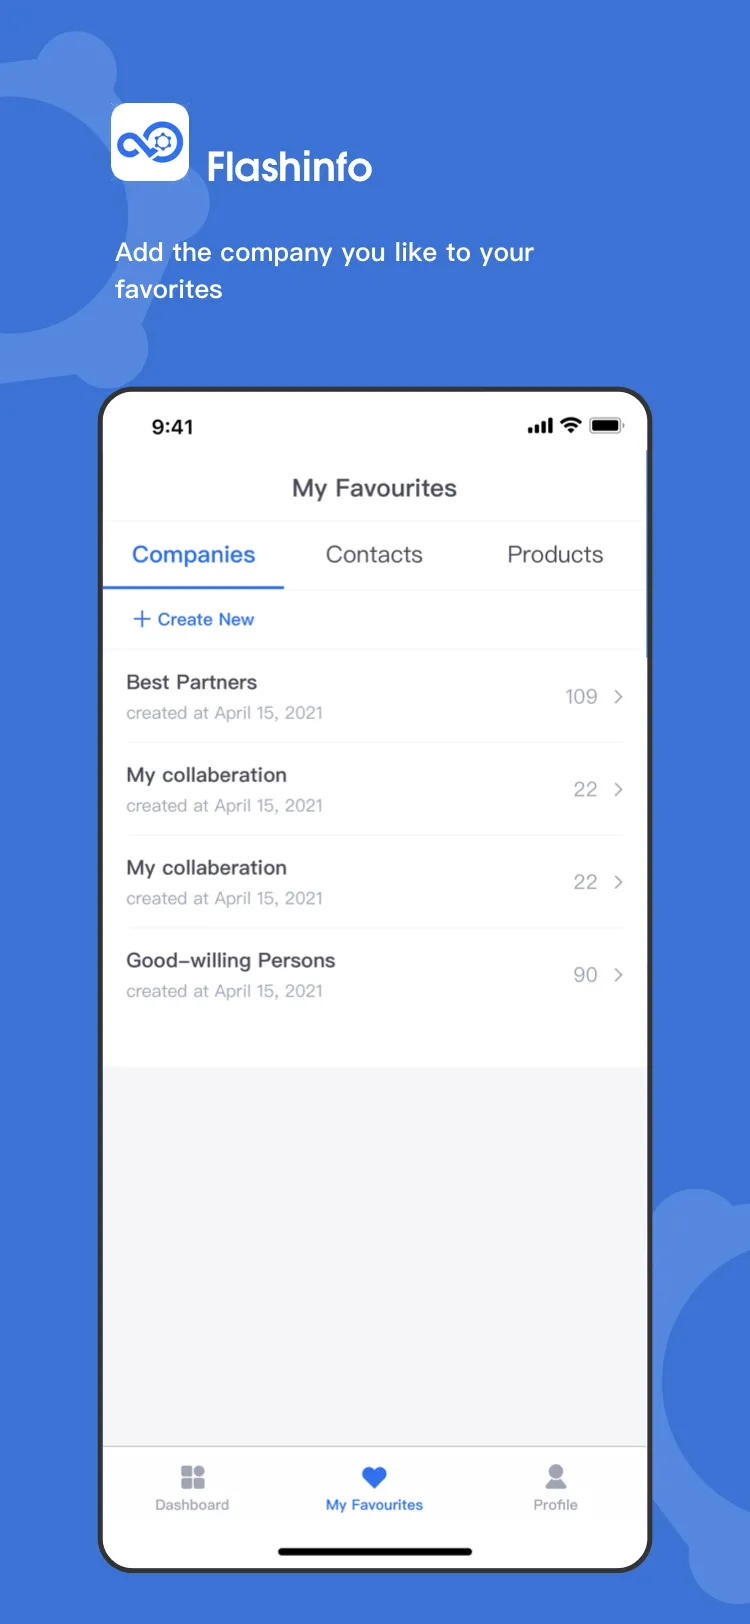 Flashinfo
Add the company you like to your
favorites
9:41
My Favourites
Companies Contacts Products
+ Create New
Best Partners
created at April 15, 2021
109
My collaberation
created at April 15, 2021
22
My collaberation
created at April 15, 2021
22
Good-willing Persons
created at April 15, 2021
90
Dashboard My Favourites Profile